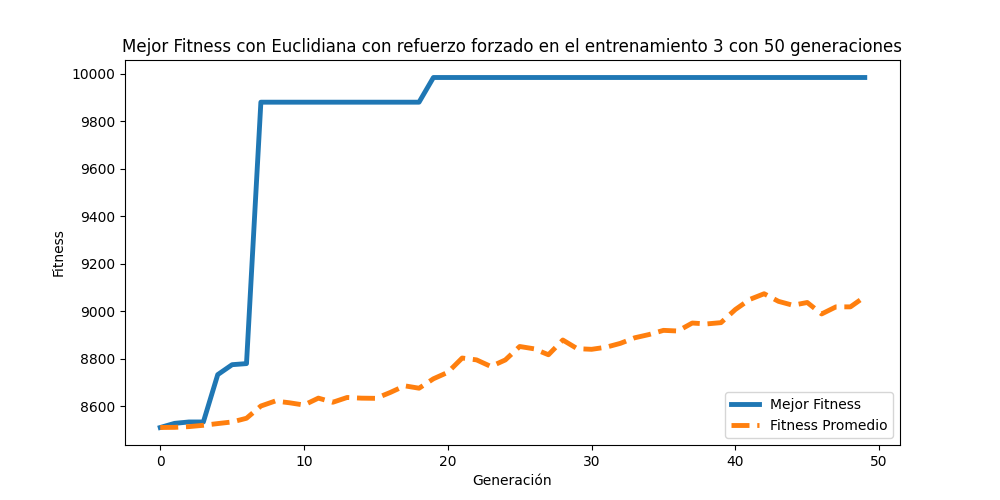 Mejor Fitness con Euclidiana con refuerzo forzado en el entrenamiento 3 con 50 generaciones
10000
9800
9600
9400
9200
9000
8800
8600
Fitness
0 10 20 30 40 50
Generación
Mejor Fitness
Fitness Promedio